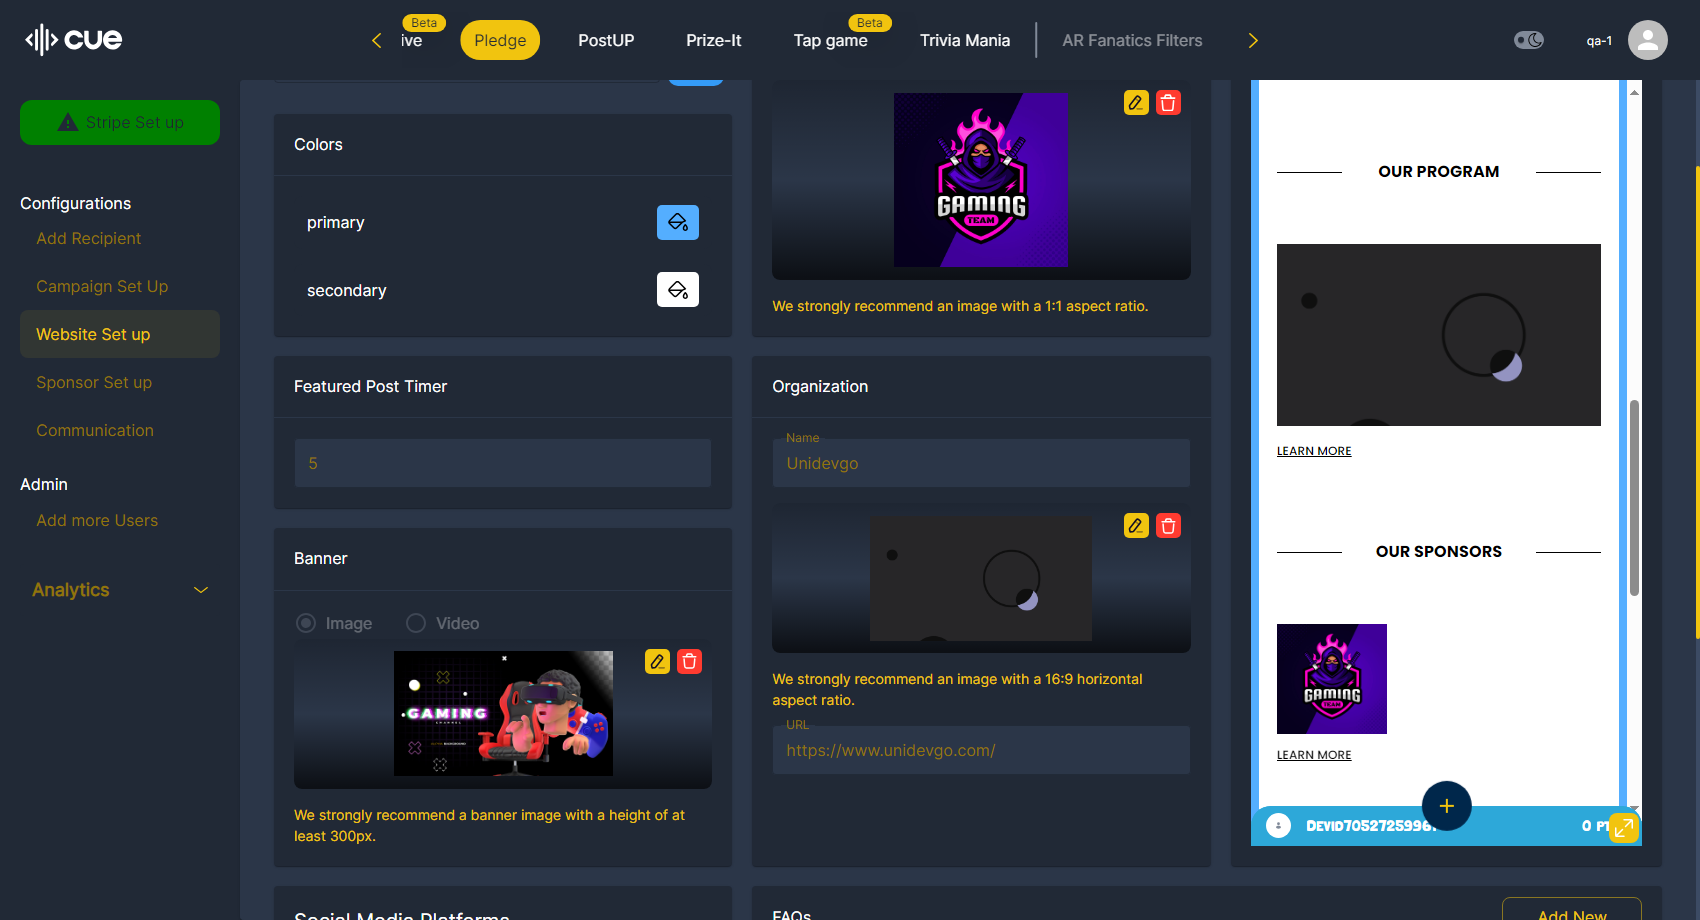 cue
Beta
Beta
ive
Pledge
PostUP
Prize-It
Tap game
Trivia Mania
AR Fanatics Filters
qa-1
Stripe Set up
Configurations
Add Recipient
Campaign Set Up
Website Set up
Sponsor Set up
Communication
Admin
Add more Users
Analytics
Colors
primary
secondary
Featured Post Timer
5
Banner
Image
Video
GAMING
We strongly recommend a banner image with a height of at
least 300px.
Social Media Platforms
GAMING
TEAM
We strongly recommend an image with a 1:1 aspect ratio.
Organization
Name
Unidevgo
We strongly recommend an image with a 16:9 horizontal
aspect ratio.
URL
https://www.unidevgo.com/
FAQs
Add New
OUR PROGRAM
LEARN MORE
OUR SPONSORS
GAMING
TEAM
LEARN MORE
0 PT